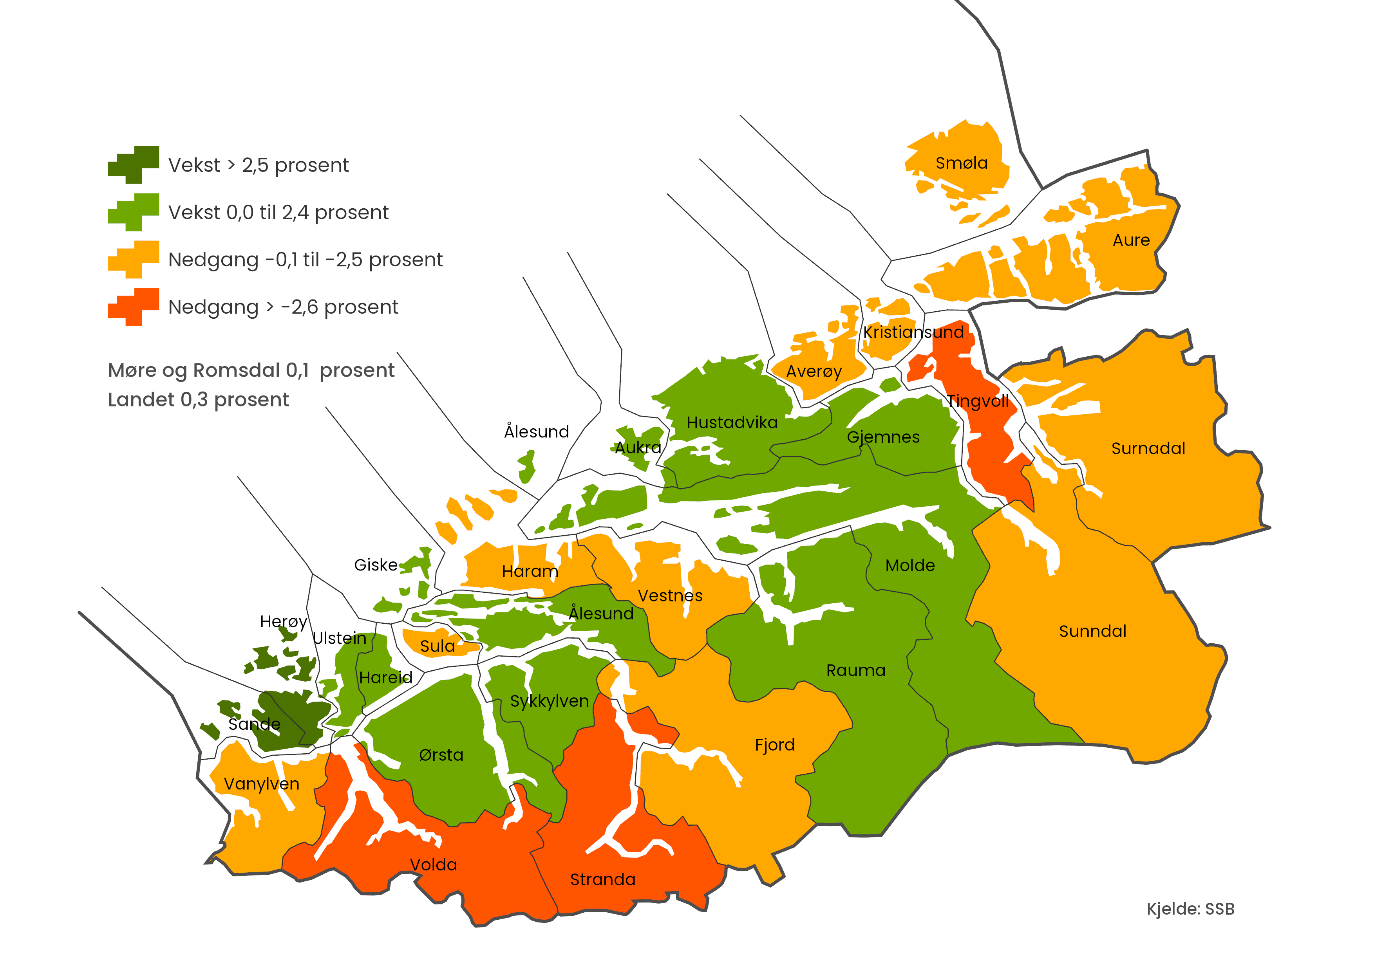 Vekst > 2,5 prosent
Vekst 0,0 til 2,4 prosent
Nedgang -0,1 til -2,5 prosent
Nedgang > -2,6 prosent
Møre og Romsdal 0,1 prosent
Landet 0,3 prosent
Smøla
Aure
Kristiansund
Averøy
Tingvoll
Hustadvika
Gjemnes
Ålesund
Aukra
Surnadal
Giske
Haram
Molde
Vestnes
Ålesund
Herøy
Ulstein
Sula
Sunndal
Hareid
Rauma
Sykkylven
Sande
Fjord
Ørsta
Vanylven
Volda
Stranda
Kjelde: SSB